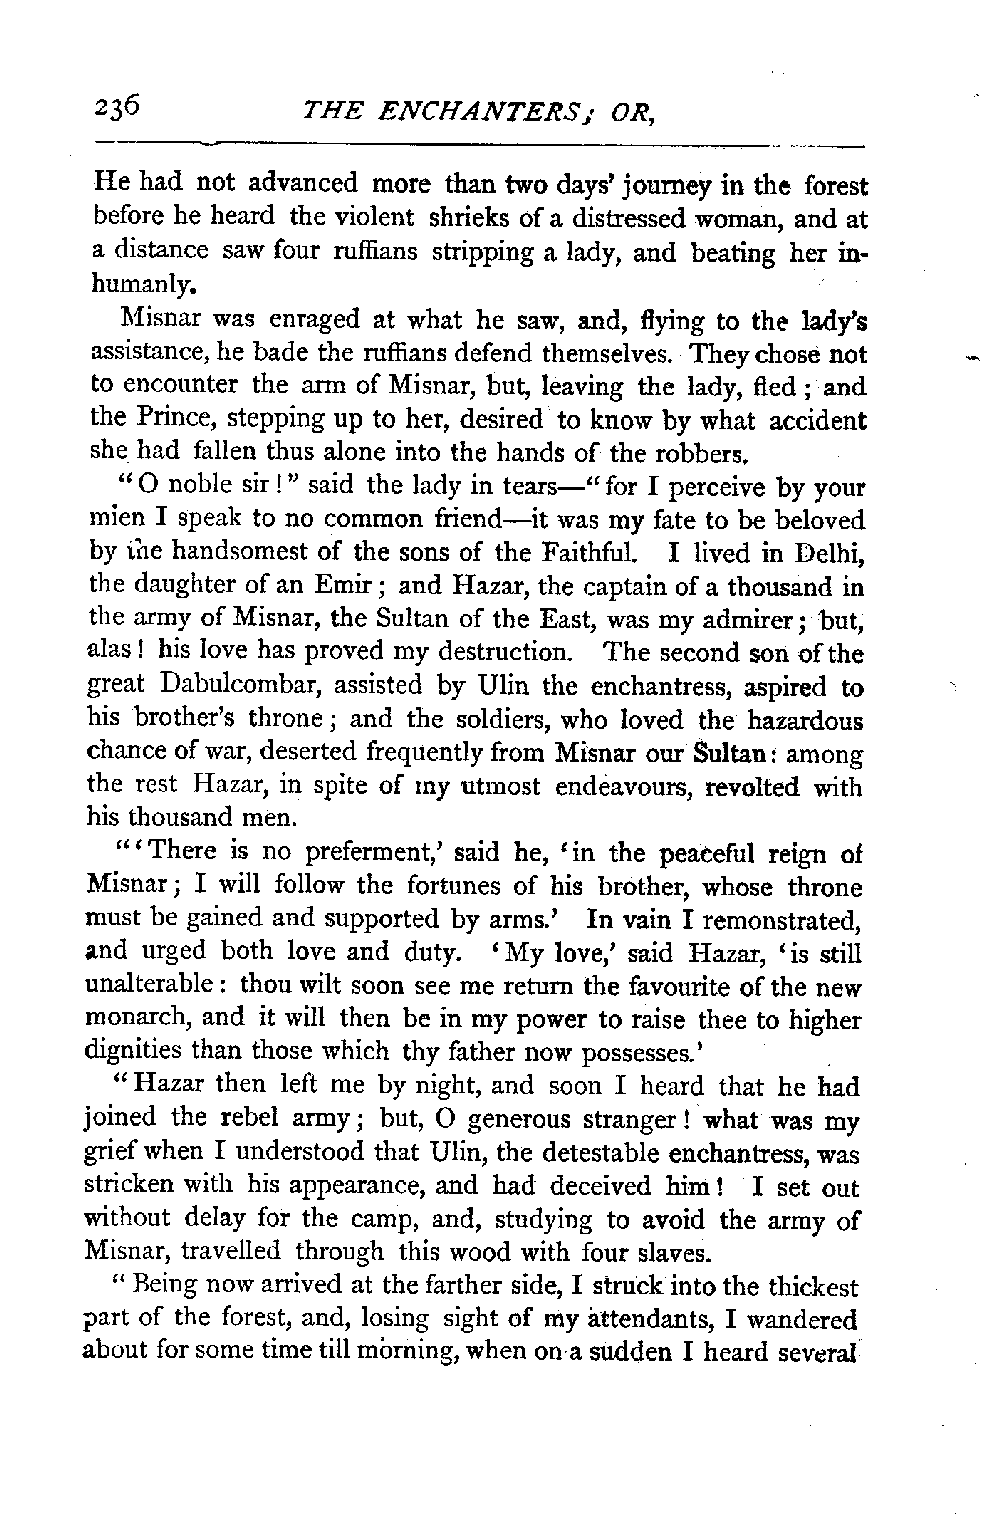 236 THE ENCHANTERS; OR,
He had not advanced more than two days' journey in the forest
before he heard the violent shrieks of a distressed woman, and at
a distance saw four ruffians stripping a lady, and beating her in-
humanly.
Misnar was enraged at what he saw, and, flying to the lady's
assistance, he bade the ruffians defend themselves. They chose not
to encounter the arm of Misnar, but, leaving the lady, fled; and
the Prince, stepping up to her, desired to know by what accident
she had fallen thus alone into the hands of the robbers.
"O noble sir!" said the lady in tears—"for I perceive by your
mien I speak to no common friend—it was my fate to be beloved
by the handsomest of the sons of the Faithful. I lived in Delhi,
the daughter of an Emir; and Hazar, the captain of a thousand in
the army of Misnar, the Sultan of the East, was my admirer; but,
alas! his love has proved my destruction. The second son of the
great Dabulcombar, assisted by Ulin the enchantress, aspired to
his brother's throne; and the soldiers, who loved the hazardous
chance of war, deserted frequently from Misnar our Sultan: among
the rest Hazar, in spite of my utmost endeavours, revolted with
his thousand men.
"'There is no preferment,' said he, 'in the peaceful reign of
Misnar; I will follow the fortunes of his brother, whose throne
must be gained and supported by arms.' In vain I remonstrated,
and urged both love and duty. 'My love,' said Hazar, 'is still
unalterable: thou wilt soon see me return the favourite of the new
monarch, and it will then be in my power to raise thee to higher
dignities than those which thy father now possesses.'
"Hazar then left me by night, and soon I heard that he had
joined the rebel army; but, O generous stranger! what was my
grief when I understood that Ulin, the detestable enchantress, was
stricken with his appearance, and had deceived him! I set out
without delay for the camp, and, studying to avoid the army of
Misnar, travelled through this wood with four slaves.
"Being now arrived at the farther side, I struck into the thickest
part of the forest, and, losing sight of my attendants, I wandered
about for some time till morning, when on a sudden I heard several